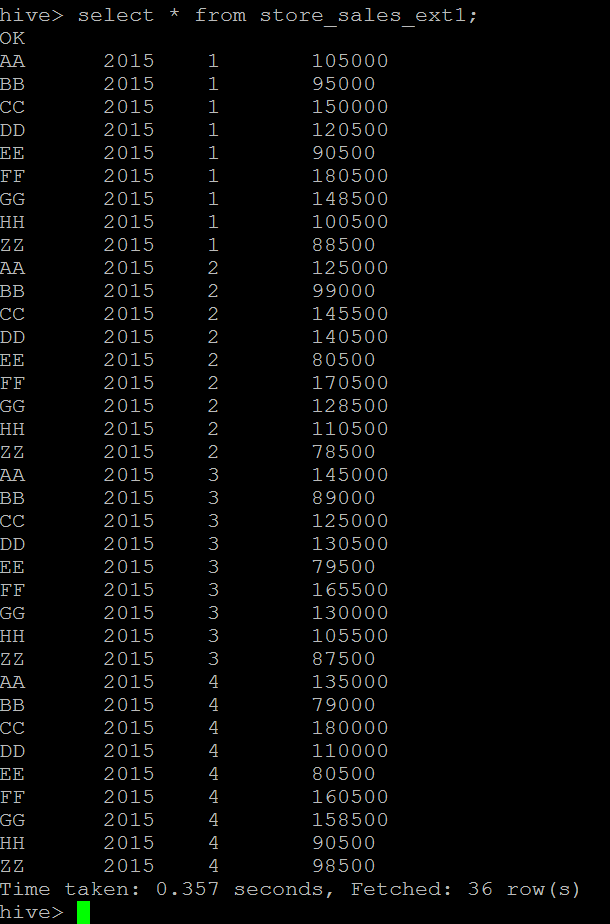 hive> select * from store_sales_ext1;
OK
AA 2015 1 105000
BB 2015 1 95000
CC 2015 1 150000
DD 2015 1 120500
EE 2015 1 90500
FF 2015 1 180500
GG 2015 1 148500
HH 2015 1 100500
ZZ 2015 1 88500
AA 2015 2 125000
BB 2015 2 99000
CC 2015 2 145500
DD 2015 2 140500
EE 2015 2 80500
FF 2015 2 170500
GG 2015 2 128500
HH 2015 2 110500
ZZ 2015 2 78500
AA 2015 3 145000
BB 2015 3 89000
CC 2015 3 125000
DD 2015 3 130500
EE 2015 3 79500
FF 2015 3 165500
GG 2015 3 130000
HH 2015 3 105500
ZZ 2015 3 87500
AA 2015 4 135000
BB 2015 4 79000
CC 2015 4 180000
DD 2015 4 110000
EE 2015 4 80500
FF 2015 4 160500
GG 2015 4 158500
HH 2015 4 90500
ZZ 2015 4 98500
Time taken: 0.357 seconds, Fetched: 36 row(s)
hive>